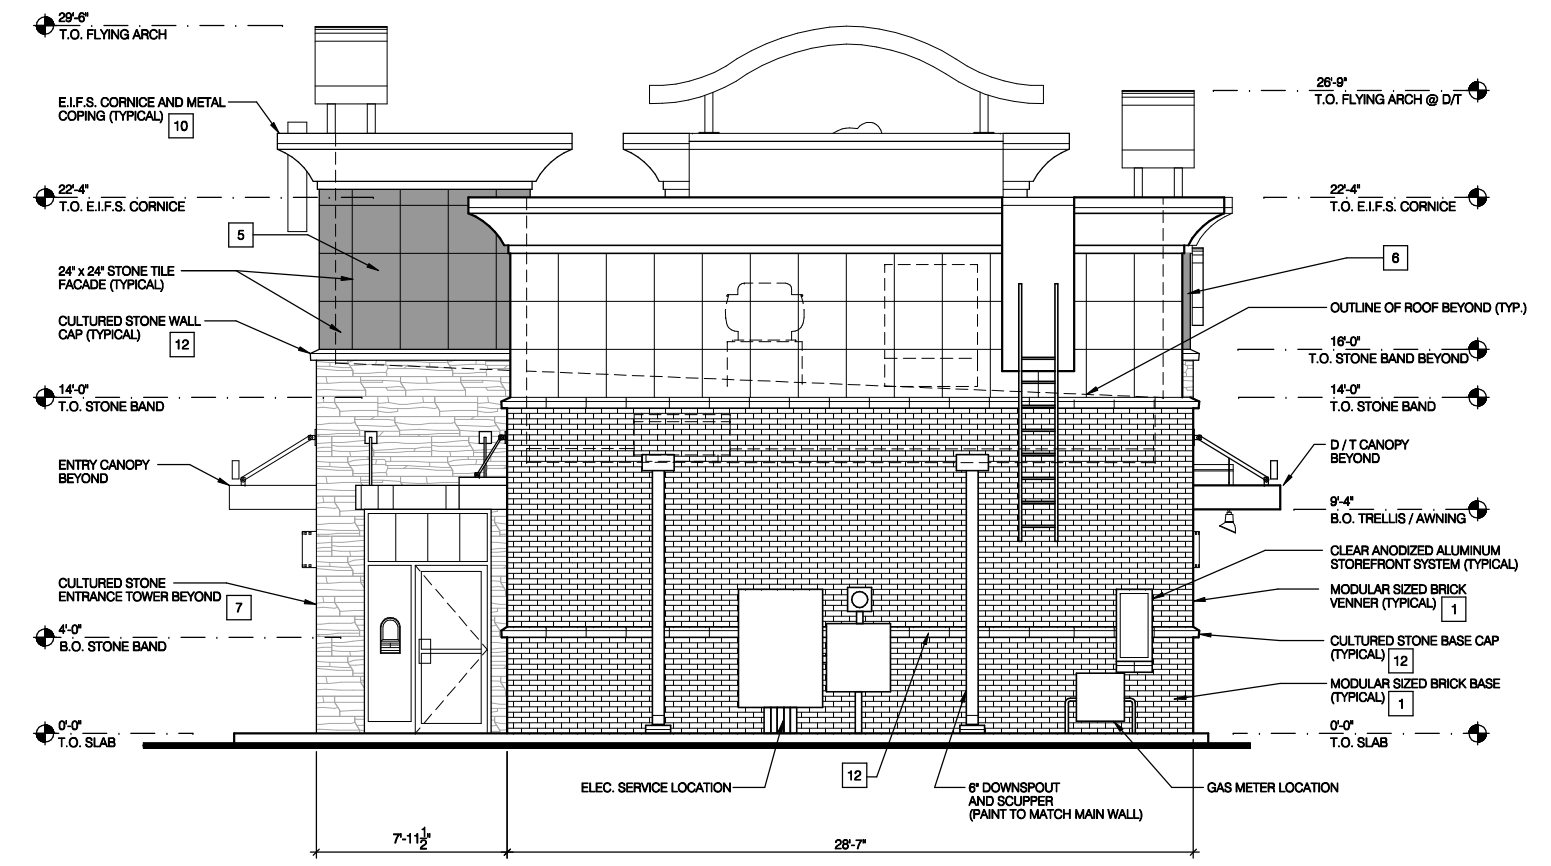 29'-6"
T.O. FLYING ARCH
E.I.F.S. CORNICE AND METAL
COPING (TYPICAL)
10
22'-4"
T.O. E.I.F.S. CORNICE
5
24" x 24" STONE TILE
FACADE (TYPICAL)
CULTURED STONE WALL
CAP (TYPICAL)
12
14'-0"
T.O. STONE BAND
ENTRY CANOPY
BEYOND
CULTURED STONE
ENTRANCE TOWER BEYOND
7
4'-0"
B.O. STONE BAND
0'-0"
T.O. SLAB
26'-9"
T.O. FLYING ARCH @ D/T
22'-4"
T.O. E.I.F.S. CORNICE
6
OUTLINE OF ROOF BEYOND (TYP.)
16'-0"
T.O. STONE BAND BEYOND
14'-0"
T.O. STONE BAND
D / T CANOPY
BEYOND
9'-4"
B.O. TRELLIS / AWNING
CLEAR ANODIZED ALUMINUM
STOREFRONT SYSTEM (TYPICAL)
MODULAR SIZED BRICK
VENNER (TYPICAL)
1
CULTURED STONE BASE CAP
(TYPICAL)
12
MODULAR SIZED BRICK BASE
(TYPICAL)
1
0'-0"
T.O. SLAB
ELEC. SERVICE LOCATION
12
6" DOWNSPOUT
AND SCUPPER
(PAINT TO MATCH MAIN WALL)
GAS METER LOCATION
7'-11 1/2"
28'-7"